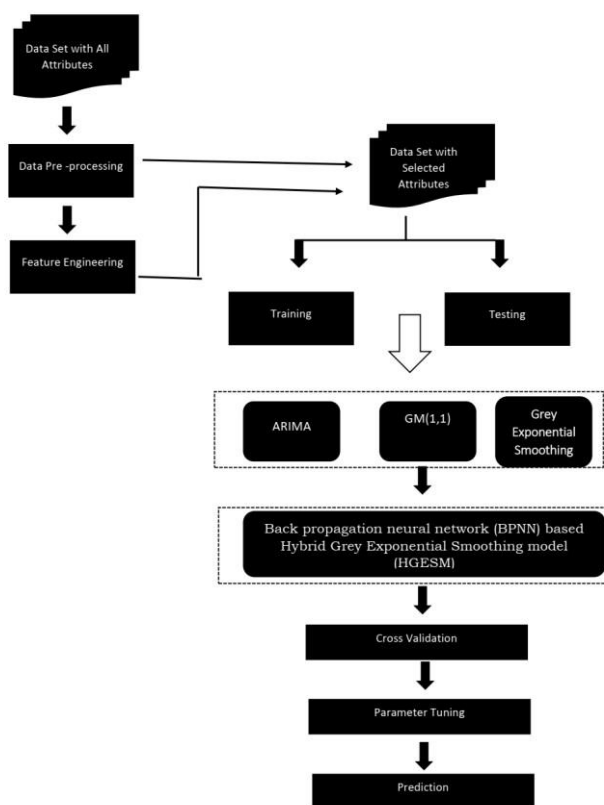 Data Set with All
Attributes
Data Pre -processing
Data Set with
Selected
Attributes
Feature Engineering
Training
Testing
ARIMA
GM(1,1)
Grey
Exponential
Smoothing
Back propagation neural network (BPNN) based
Hybrid Grey Exponential Smoothing model
(HGESM)
Cross Validation
Parameter Tuning
Prediction